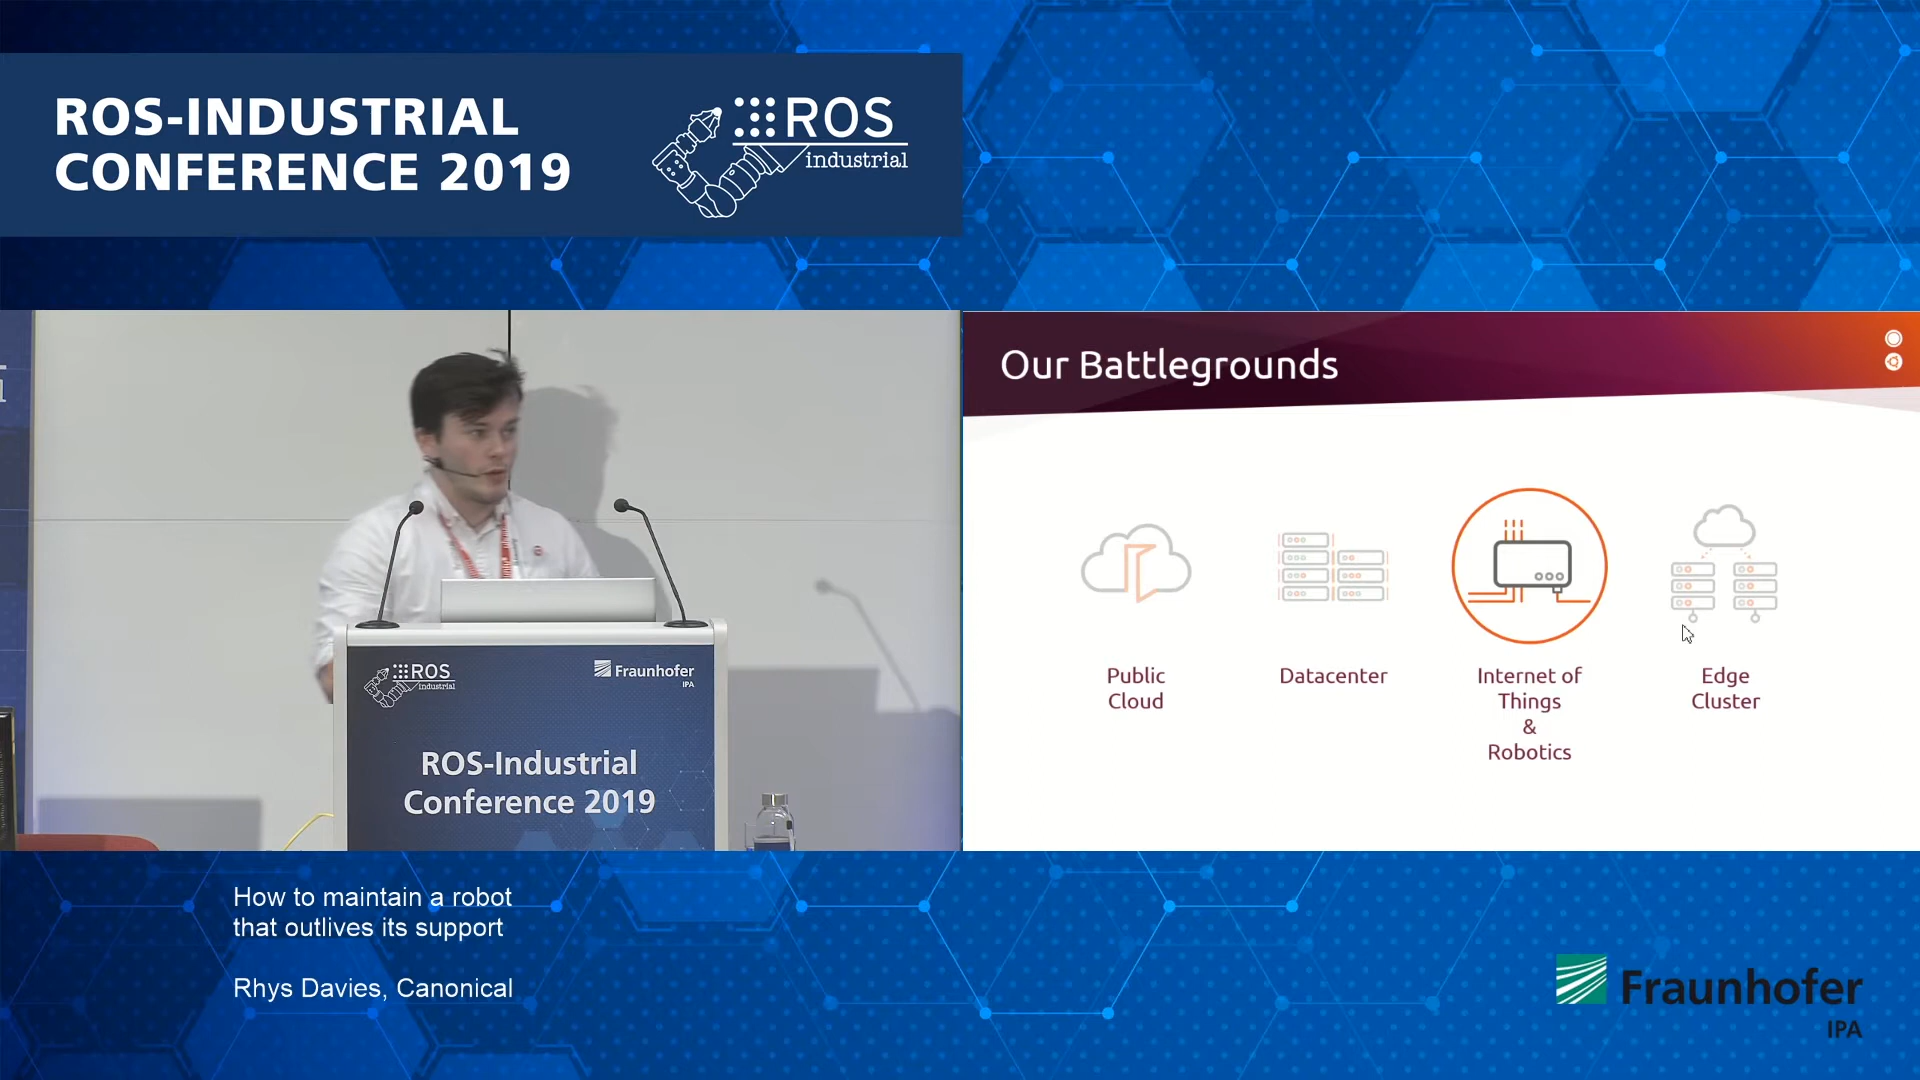 ROS-INDUSTRIAL
CONFERENCE 2019
ROS
industrial
Our Battlegrounds
Public
Cloud
Datacenter
Internet of
Things
&
Robotics
Edge
Cluster
ROS
industrial
Fraunhofer
IPA
ROS-Industrial
Conference 2019
How to maintain a robot
that outlives its support
Rhys Davies, Canonical
Fraunhofer
IPA